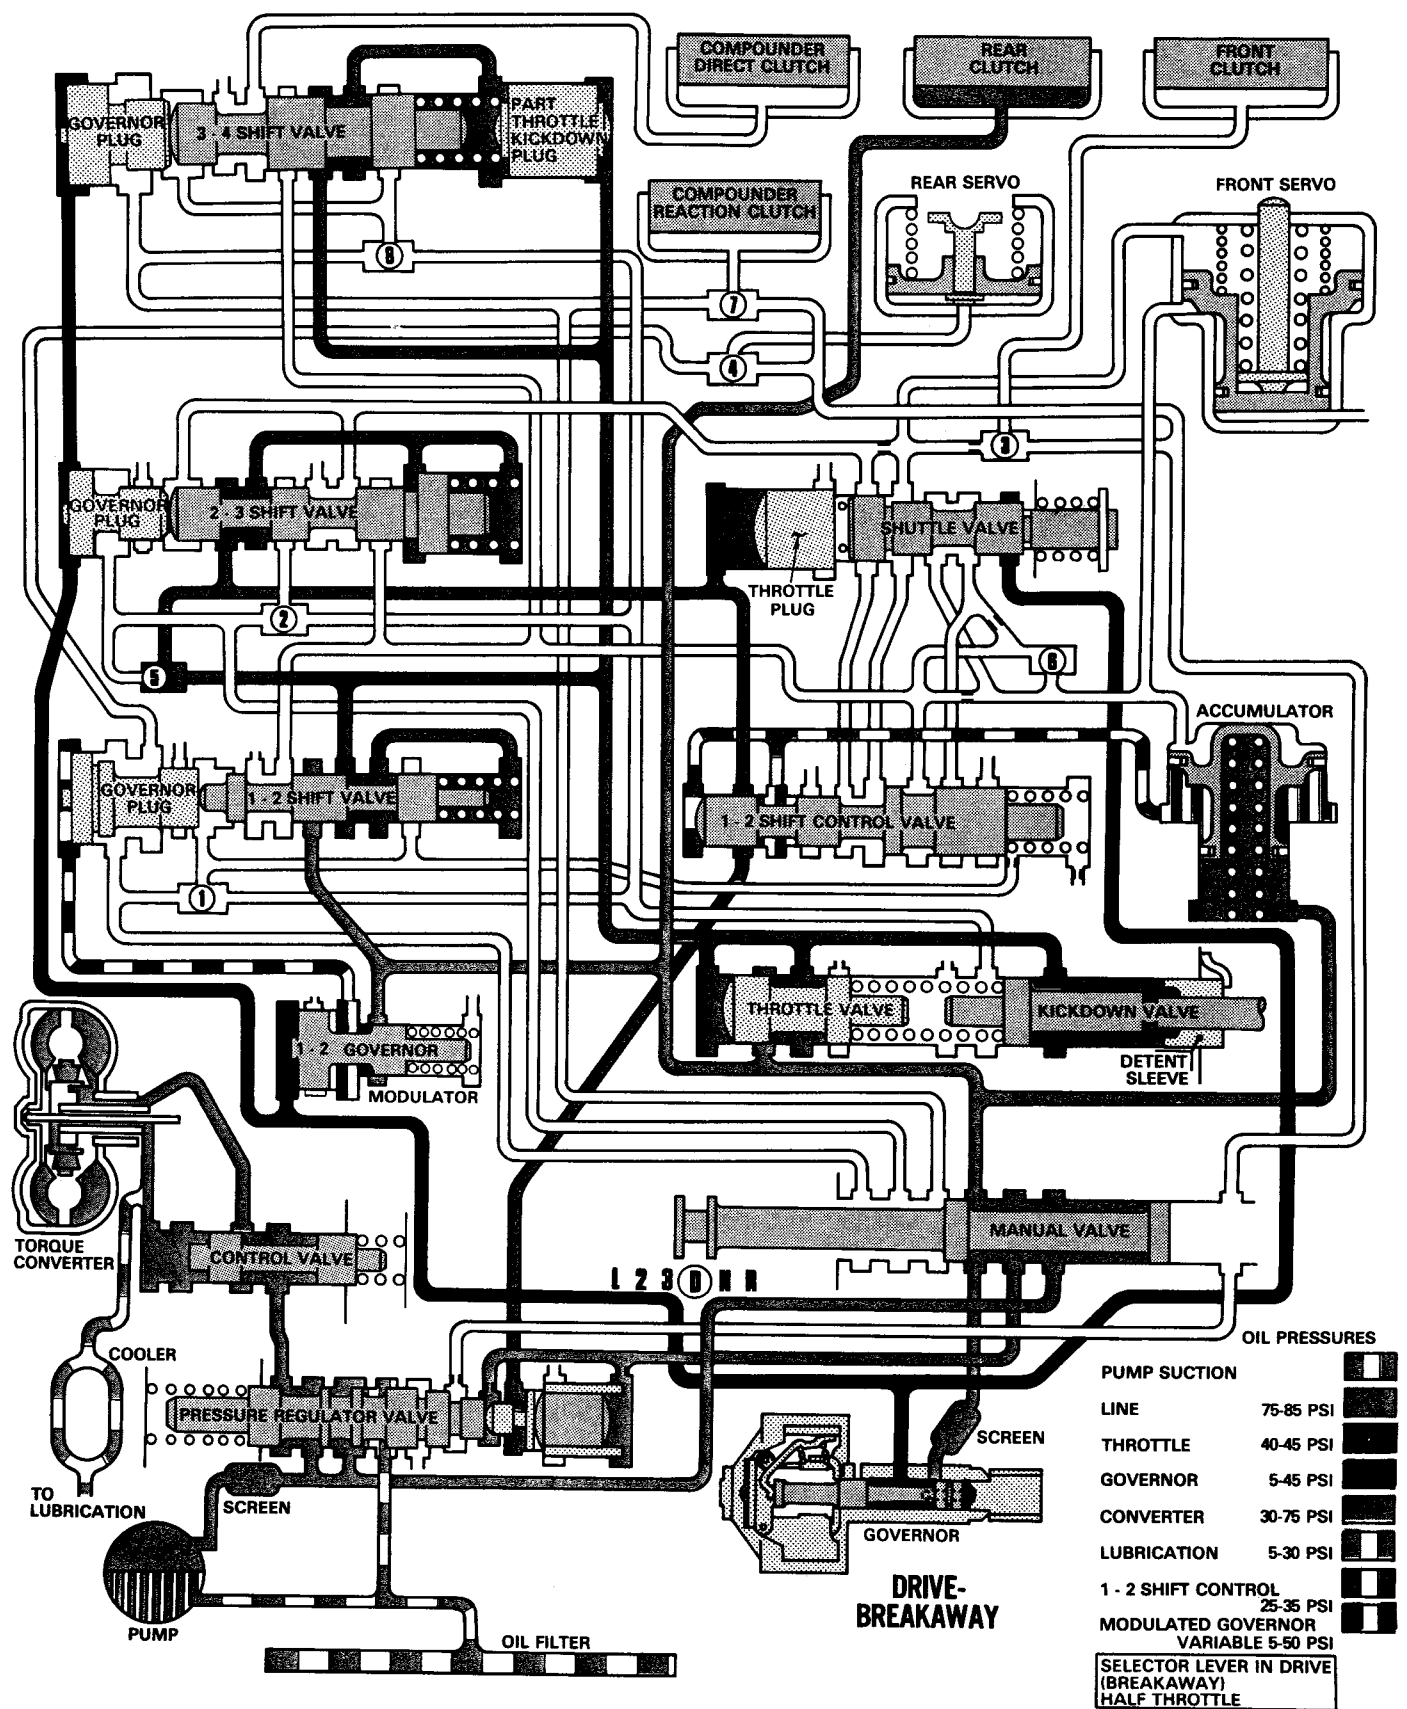 COMPOUNDER
DIRECT CLUTCH
REAR
CLUTCH
FRONT
CLUTCH
GOVERNOR
PLUG
3 - 4 SHIFT VALVE
PART
THROTTLE
KICKDOWN
PLUG
COMPOUNDER
REACTION CLUTCH
REAR SERVO
FRONT SERVO
8
7
4
3
GOVERNOR
PLUG
2 - 3 SHIFT VALVE
SHUTTLE VALVE
THROTTLE
PLUG
2
5
6
ACCUMULATOR
GOVERNOR
PLUG
1 - 2 SHIFT VALVE
1 - 2 SHIFT CONTROL VALVE
1
THROTTLE VALVE
KICKDOWN VALVE
DETENT
SLEEVE
1 - 2 GOVERNOR
MODULATOR
TORQUE
CONVERTER
CONTROL VALVE
MANUAL VALVE
L 2 3 D N R
COOLER
PRESSURE REGULATOR VALVE
SCREEN
TO
LUBRICATION
SCREEN
GOVERNOR
PUMP
OIL FILTER
DRIVE-
BREAKAWAY
OIL PRESSURES
PUMP SUCTION
LINE 75-85 PSI
THROTTLE 40-45 PSI
GOVERNOR 5-45 PSI
CONVERTER 30-75 PSI
LUBRICATION 5-30 PSI
1 - 2 SHIFT CONTROL
25-35 PSI
MODULATED GOVERNOR
VARIABLE 5-50 PSI
SELECTOR LEVER IN DRIVE
(BREAKAWAY)
HALF THROTTLE